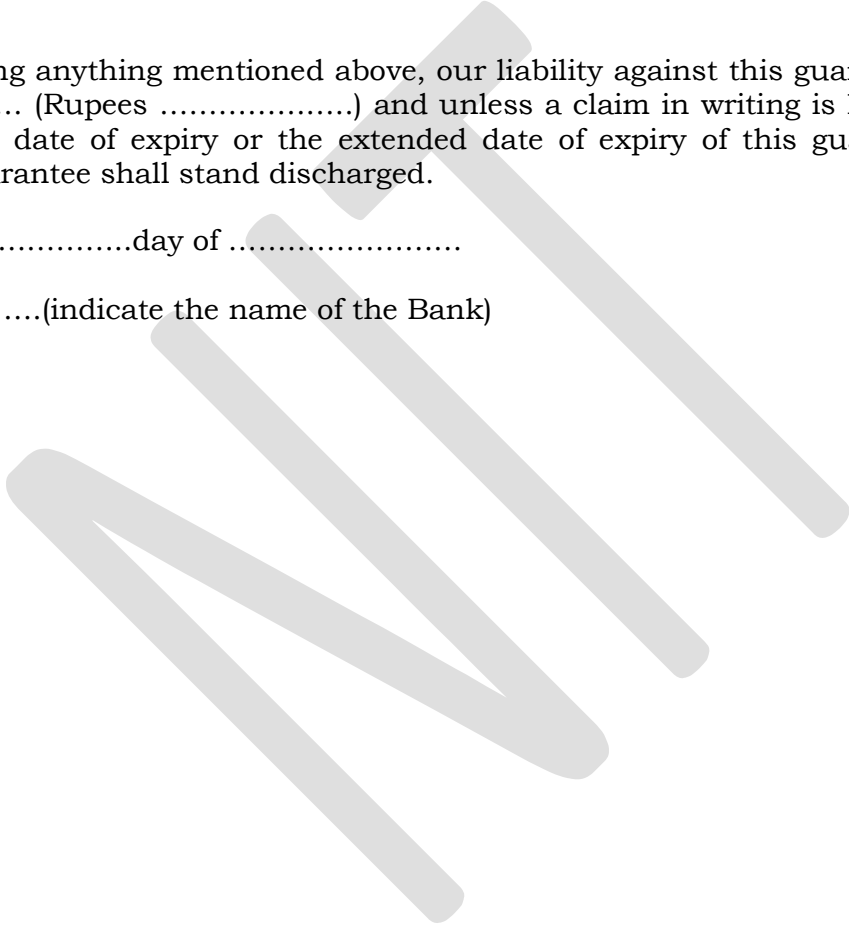 ng anything mentioned above, our liability against this guar
.. (Rupees ....................) and unless a claim in writing is
date of expiry or the extended date of expiry of this gua
rantee shall stand discharged.
..............day of ........................
....(indicate the name of the Bank)
NIT